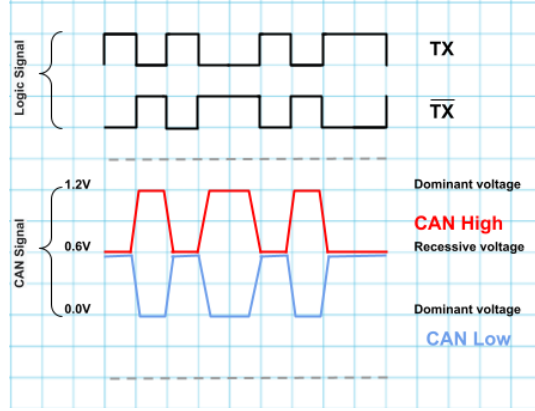 Logic Signal
TX
T̅X̅
CAN Signal
1.2V
Dominant voltage
CAN High
0.6V
Recessive voltage
0.0V
Dominant voltage
CAN Low